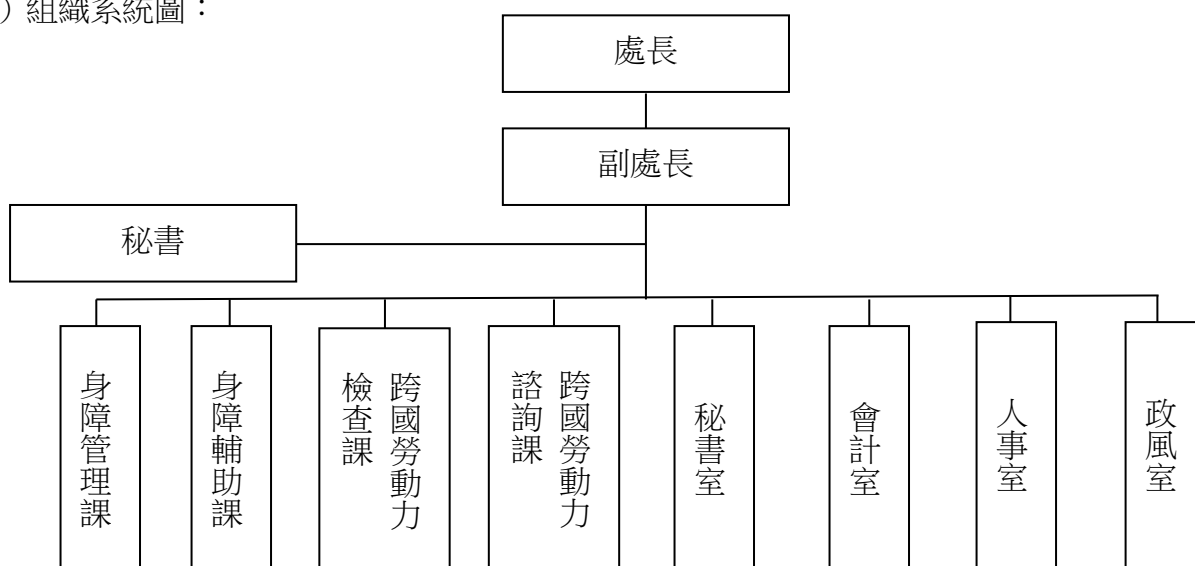 ）組織系統圖：
處長
副處長
秘書
身障管理課
身障輔助課
跨國勞動力
檢查課
跨國勞動力
諮詢課
秘書室
會計室
人事室
政風室